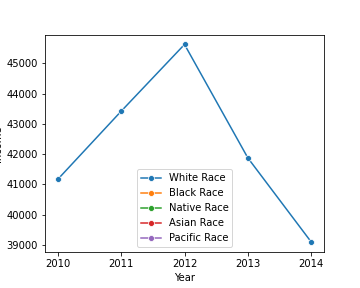 45000
44000
43000
42000
41000
40000
39000
White Race
Black Race
Native Race
Asian Race
Pacific Race
2010 2011 2012 2013 2014
Year